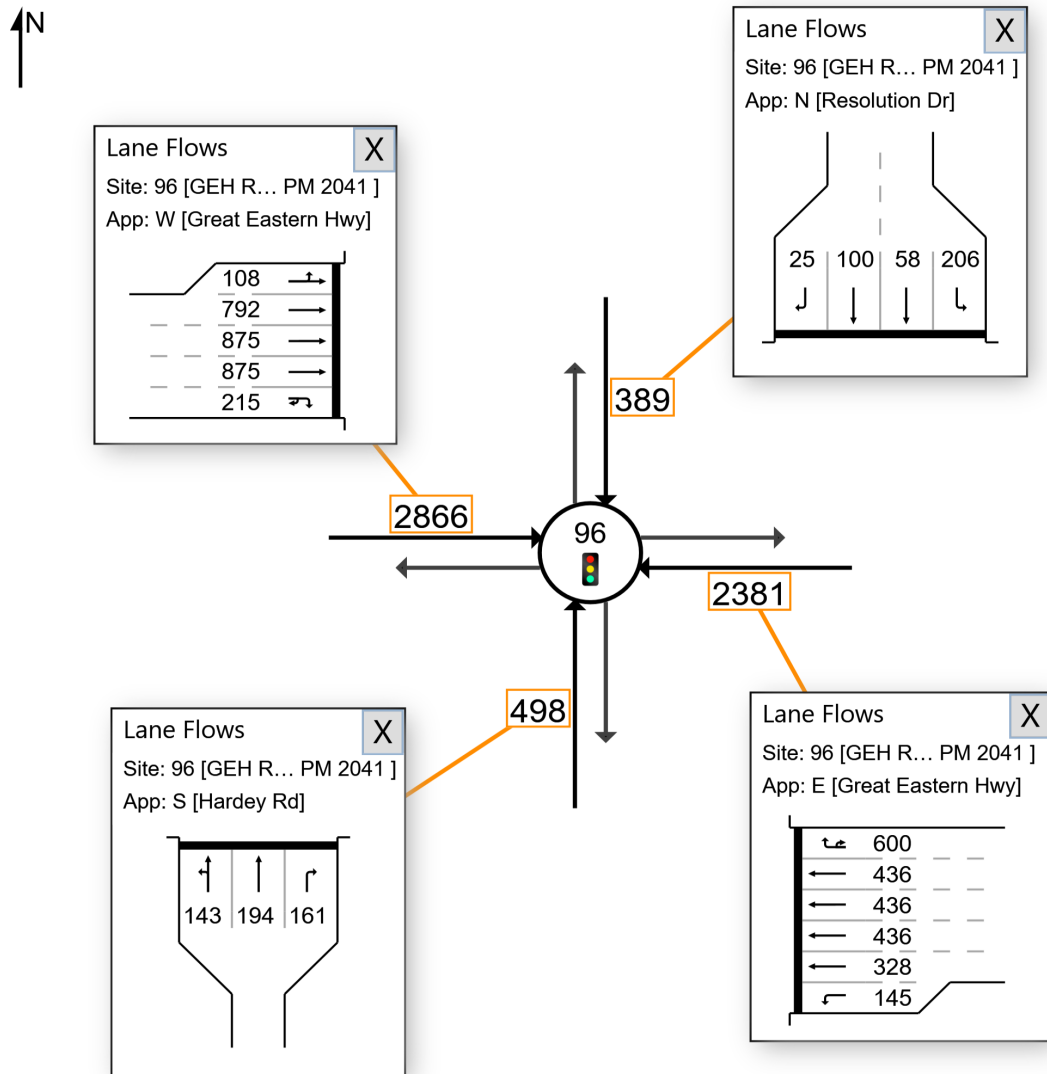 N
Lane Flows
X
Site: 96 [GEH R... PM 2041 ]
App: N [Resolution Dr]
25 100 58 206
Lane Flows
X
Site: 96 [GEH R... PM 2041 ]
App: W [Great Eastern Hwy]
108
792
875
875
215
389
2866
96
2381
498
Lane Flows
X
Site: 96 [GEH R... PM 2041 ]
App: S [Hardey Rd]
143 194 161
Lane Flows
X
Site: 96 [GEH R... PM 2041 ]
App: E [Great Eastern Hwy]
600
436
436
436
328
145